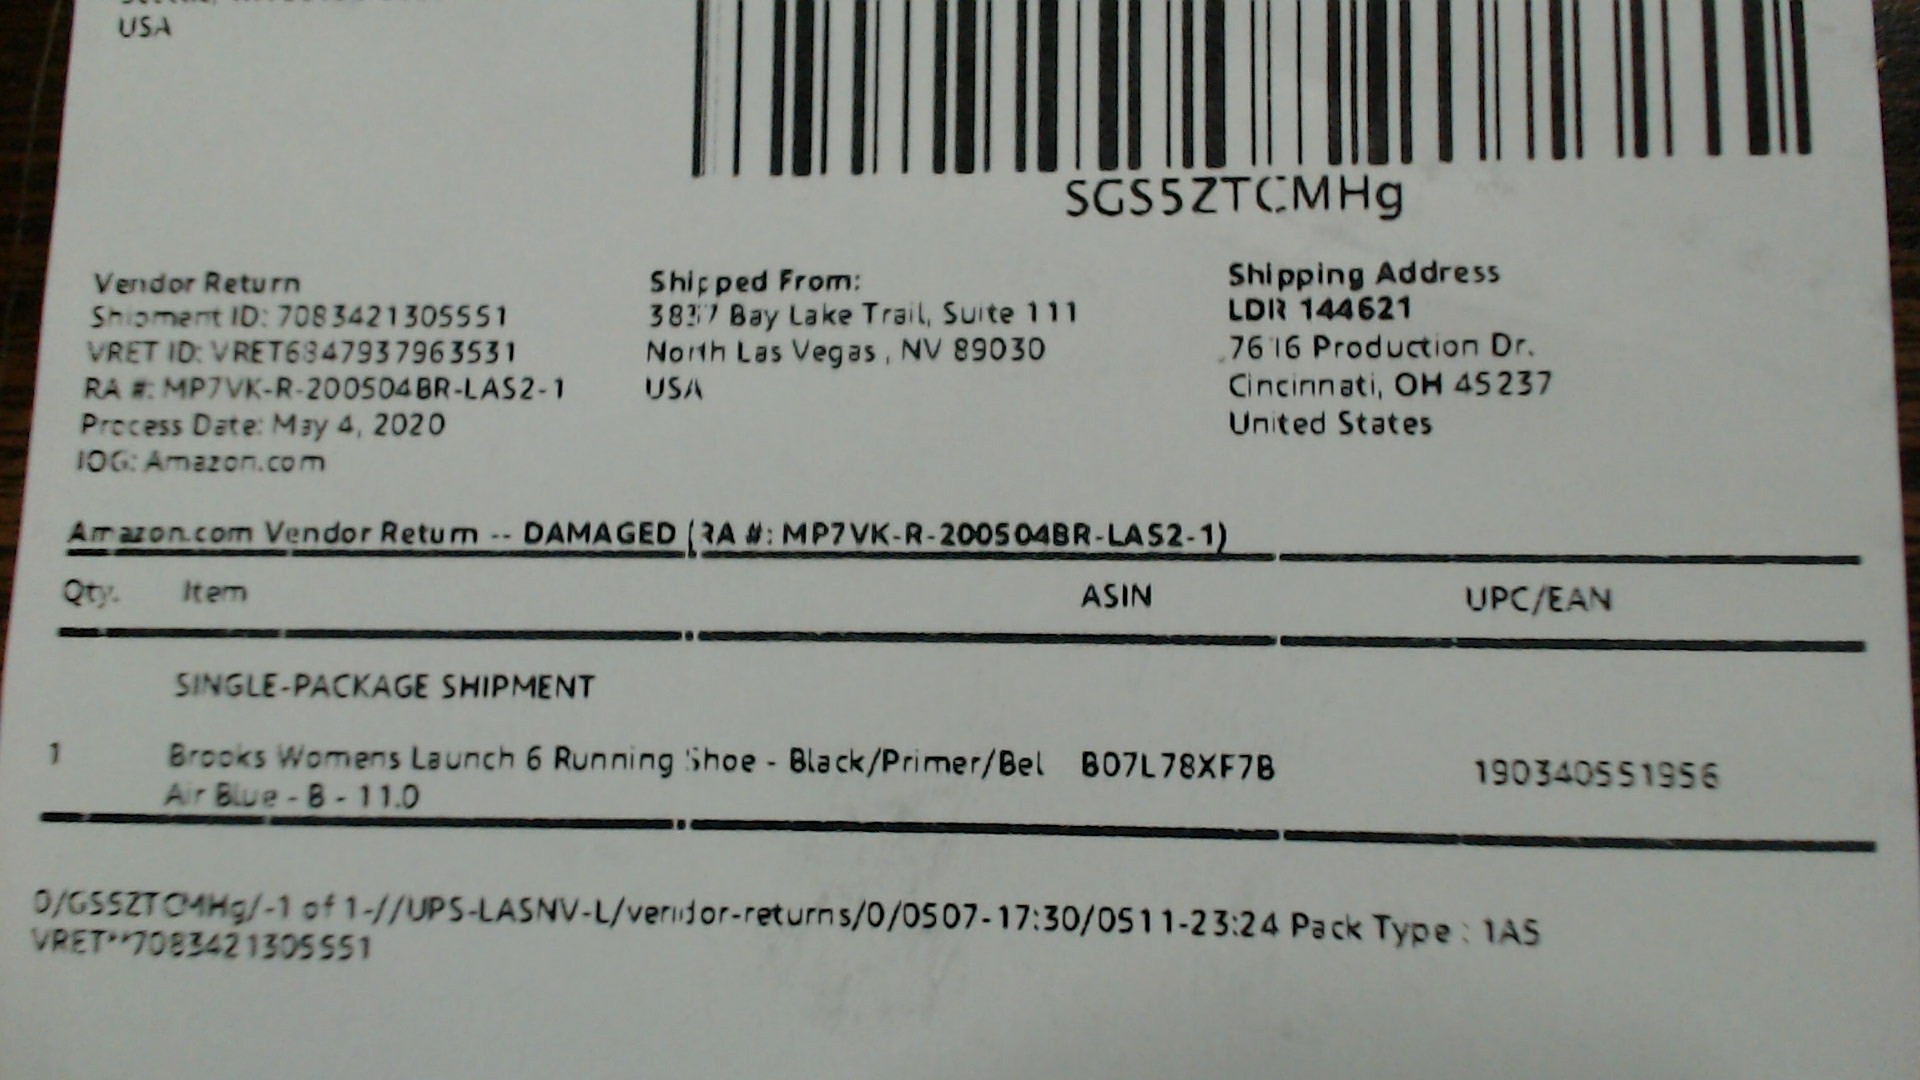 USA
SGS5ZTCMHg
Vendor Return
Shipment ID: 7083421305551
VRET ID: VRET6847937963531
RA #: MP7VK-R-200504BR-LAS2-1
Process Date: May 4, 2020
IOG: Amazon.com
Shipped From:
3837 Bay Lake Trail, Suite 111
North Las Vegas , NV 89030
USA
Shipping Address
LDR 144621
7616 Production Dr.
Cincinnati, OH 45237
United States
Amazon.com Vendor Return -- DAMAGED (RA #: MP7VK-R-200504BR-LAS2-1)
Qty. Item ASIN UPC/EAN
SINGLE-PACKAGE SHIPMENT
1 Brooks Womens Launch 6 Running Shoe - Black/Primer/Bel B07L78XF7B 190340551956
Air Blue - B - 11.0
0/GS5ZTCMHg/-1 of 1-//UPS-LASNV-L/vendor-returns/0/0507-17:30/0511-23:24 Pack Type : 1A5
VRET**7083421305551